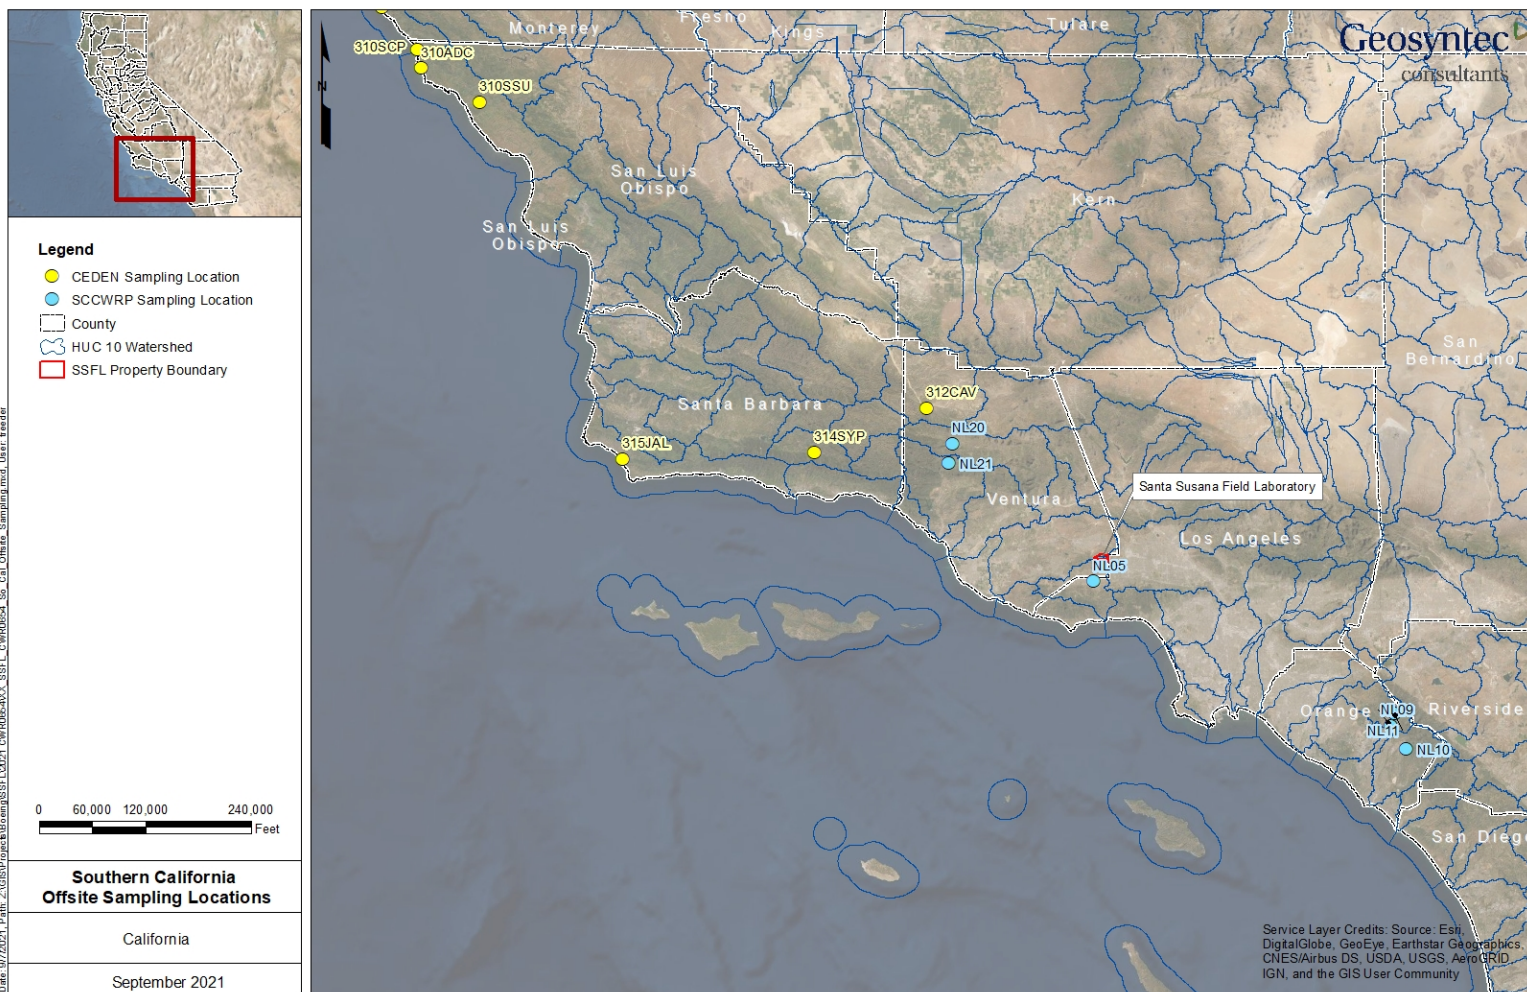 Legend
CEDEN Sampling Location
SCCWRP Sampling Location
County
HUC 10 Watershed
SSFL Property Boundary
0 60,000 120,000 240,000
Feet
Southern California
Offsite Sampling Locations
California
September 2021
N
Monterey
Fresno
Kings
Tulare
Geosyntec
consultants
310SCP
310ADC
310SSU
San Luis
Obispo
San Luis
Obispo
Kern
San
Bernardino
312CAV
Santa Barbara
NL20
315JAL
314SYP
NL21
Santa Susana Field Laboratory
Ventura
Los Angeles
NL05
Orange
NL09
Riverside
NL11
NL10
San Diego
Service Layer Credits: Source: Esri,
DigitalGlobe, GeoEye, Earthstar Geographics,
CNES/Airbus DS, USDA, USGS, AeroGRID,
IGN, and the GIS User Community